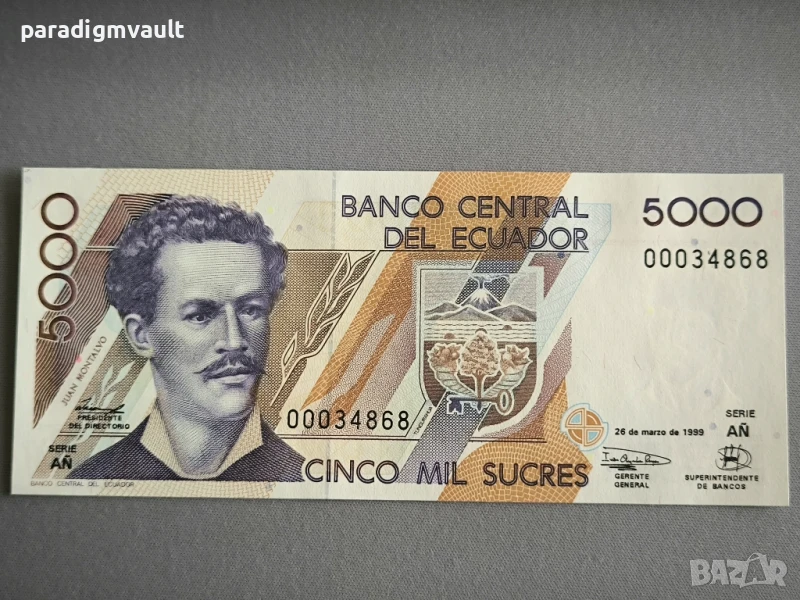 paradigmvault
5000
BANCO CENTRAL
DEL ECUADOR
5000
00034868
JUAN MONTALVO
PRESIDENTE
DEL DIRECTORIO
SERIE
AÑ
00034868
26 de marzo de 1999
SERIE
AÑ
CINCO MIL SUCRES
GERENTE
GENERAL
SUPERINTENDENTE
DE BANCOS
BANCO CENTRAL DEL ECUADOR
BAZAR